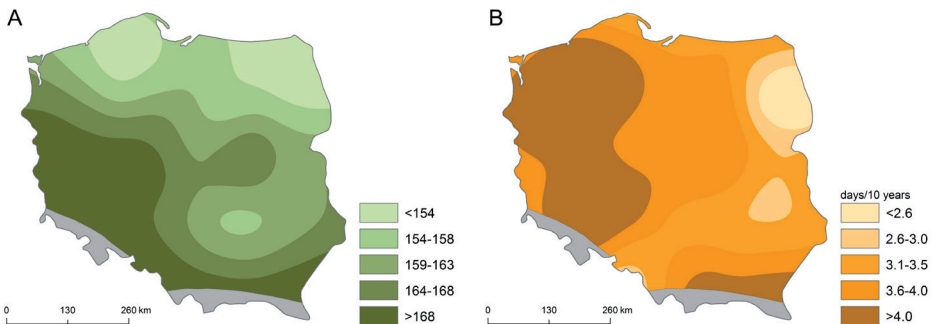 A
<154
154-158
159-163
164-168
>168
0 130 260 km
B
days/10 years
<2.6
2.6-3.0
3.1-3.5
3.6-4.0
>4.0
0 130 260 km